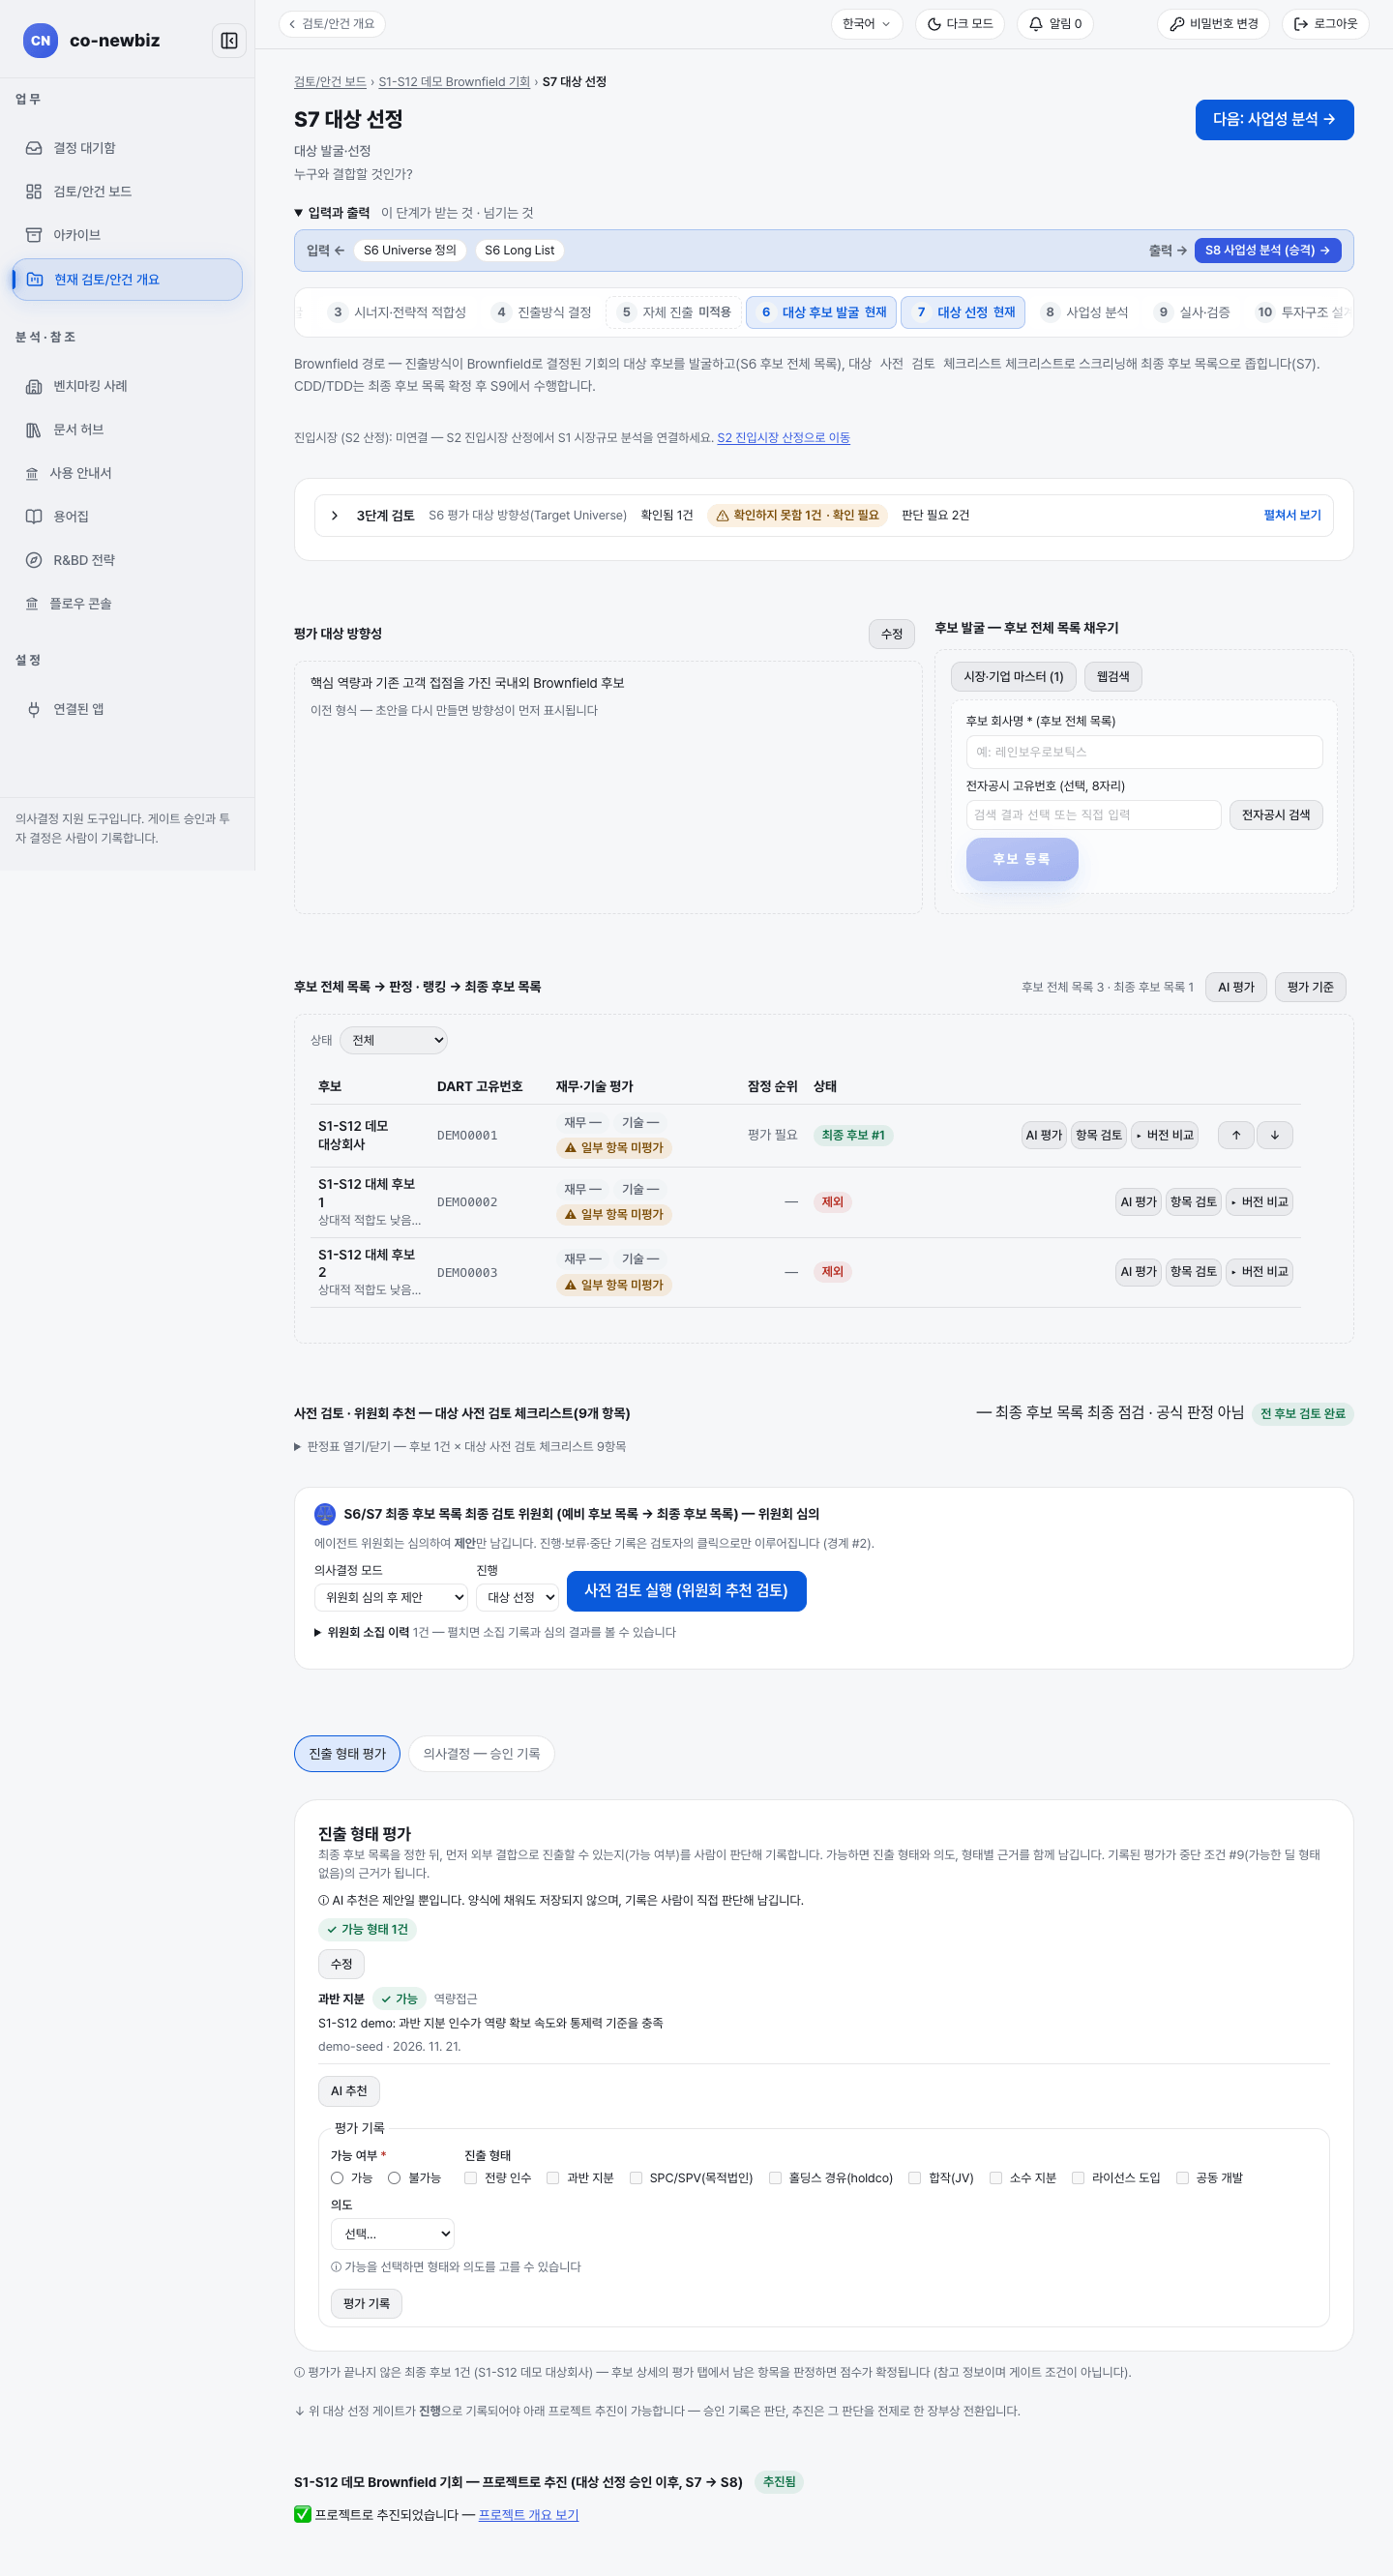 CN co-newbiz
업무
결정 대기함
검토/안건 보드
아카이브
현재 검토/안건 개요
분석·참조
벤치마킹 사례
문서 허브
사용 안내서
용어집
R&BD 전략
플로우 콘솔
설정
연결된 앱
의사결정 지원 도구입니다. 게이트 승인과 투
자 결정은 사람이 기록합니다.
검토/안건 개요
한국어
다크 모드
알림 0
비밀번호 변경
로그아웃
검토/안건 보드 › S1-S12 데모 Brownfield 기회 › S7 대상 선정
S7 대상 선정
다음: 사업성 분석 →
대상 발굴·선정
누구와 결합할 것인가?
▼ 입력과 출력 이 단계가 받는 것 · 넘기는 것
입력 ← S6 Universe 정의 S6 Long List 출력 → S8 사업성 분석 (승격) →
3 시너지·전략적 적합성 4 진출방식 결정 5 자체 진출 미적용 6 대상 후보 발굴 현재 7 대상 선정 현재 8 사업성 분석 9 실사·검증 10 투자구조 설계
Brownfield 경로 — 진출방식이 Brownfield로 결정된 기회의 대상 후보를 발굴하고(S6 후보 전체 목록), 대상 사전 검토 체크리스트 체크리스트로 스크리닝해 최종 후보 목록으로 좁힙니다(S7).
CDD/TDD는 최종 후보 목록 확정 후 S9에서 수행합니다.
진입시장 (S2 산정): 미연결 — S2 진입시장 산정에서 S1 시장규모 분석을 연결하세요. S2 진입시장 산정으로 이동
3단계 검토 S6 평가 대상 방향성(Target Universe) 확인됨 1건 확인하지 못함 1건 · 확인 필요 판단 필요 2건 펼쳐서 보기
평가 대상 방향성
수정
핵심 역량과 기존 고객 접점을 가진 국내외 Brownfield 후보
이전 형식 — 초안을 다시 만들면 방향성이 먼저 표시됩니다
후보 발굴 — 후보 전체 목록 채우기
시장·기업 마스터 (1) 웹검색
후보 회사명 * (후보 전체 목록)
예: 레인보우로보틱스
전자공시 고유번호 (선택, 8자리)
검색 결과 선택 또는 직접 입력
전자공시 검색
후보 등록
후보 전체 목록 → 판정 · 랭킹 → 최종 후보 목록
후보 전체 목록 3 · 최종 후보 목록 1 AI 평가 평가 기준
상태 전체
후보 DART 고유번호 재무·기술 평가 잠정 순위 상태
S1-S12 데모
대상회사
DEMO0001
재무 — 기술 —
일부 항목 미평가
평가 필요
최종 후보 #1
AI 평가 항목 검토 ▸ 버전 비교 ↑ ↓
S1-S12 대체 후보
1
상대적 적합도 낮음...
DEMO0002
재무 — 기술 —
일부 항목 미평가
—
제외
AI 평가 항목 검토 ▸ 버전 비교
S1-S12 대체 후보
2
상대적 적합도 낮음...
DEMO0003
재무 — 기술 —
일부 항목 미평가
—
제외
AI 평가 항목 검토 ▸ 버전 비교
사전 검토 · 위원회 추천 — 대상 사전 검토 체크리스트(9개 항목)
— 최종 후보 목록 최종 점검 · 공식 판정 아님 전 후보 검토 완료
▶ 판정표 열기/닫기 — 후보 1건 × 대상 사전 검토 체크리스트 9항목
S6/S7 최종 후보 목록 최종 검토 위원회 (예비 후보 목록 → 최종 후보 목록) — 위원회 심의
에이전트 위원회는 심의하여 제안만 남깁니다. 진행·보류·중단 기록은 검토자의 클릭으로만 이루어집니다 (경계 #2).
의사결정 모드
위원회 심의 후 제안
진행
대상 선정
사전 검토 실행 (위원회 추천 검토)
▶ 위원회 소집 이력 1건 — 펼치면 소집 기록과 심의 결과를 볼 수 있습니다
진출 형태 평가
의사결정 — 승인 기록
진출 형태 평가
최종 후보 목록을 정한 뒤, 먼저 외부 결합으로 진출할 수 있는지(가능 여부)를 사람이 판단해 기록합니다. 가능하면 진출 형태와 의도, 형태별 근거를 함께 남깁니다. 기록된 평가가 중단 조건 #9(가능한 딜 형태
없음)의 근거가 됩니다.
ⓘ AI 추천은 제안일 뿐입니다. 양식에 채워도 저장되지 않으며, 기록은 사람이 직접 판단해 남깁니다.
✓ 가능 형태 1건
수정
과반 지분 ✓ 가능 역량접근
S1-S12 demo: 과반 지분 인수가 역량 확보 속도와 통제력 기준을 충족
demo-seed · 2026. 11. 21.
AI 추천
평가 기록
가능 여부 *
가능 불가능
진출 형태
전량 인수 과반 지분 SPC/SPV(목적법인) 홀딩스 경유(holdco) 합작(JV) 소수 지분 라이선스 도입 공동 개발
의도
선택...
ⓘ 가능을 선택하면 형태와 의도를 고를 수 있습니다
평가 기록
ⓘ 평가가 끝나지 않은 최종 후보 1건 (S1-S12 데모 대상회사) — 후보 상세의 평가 탭에서 남은 항목을 판정하면 점수가 확정됩니다 (참고 정보이며 게이트 조건이 아닙니다).
↓ 위 대상 선정 게이트가 진행으로 기록되어야 아래 프로젝트 추진이 가능합니다 — 승인 기록은 판단, 추진은 그 판단을 전제로 한 장부상 전환입니다.
S1-S12 데모 Brownfield 기회 — 프로젝트로 추진 (대상 선정 승인 이후, S7 → S8) 추진됨
✅ 프로젝트로 추진되었습니다 — 프로젝트 개요 보기